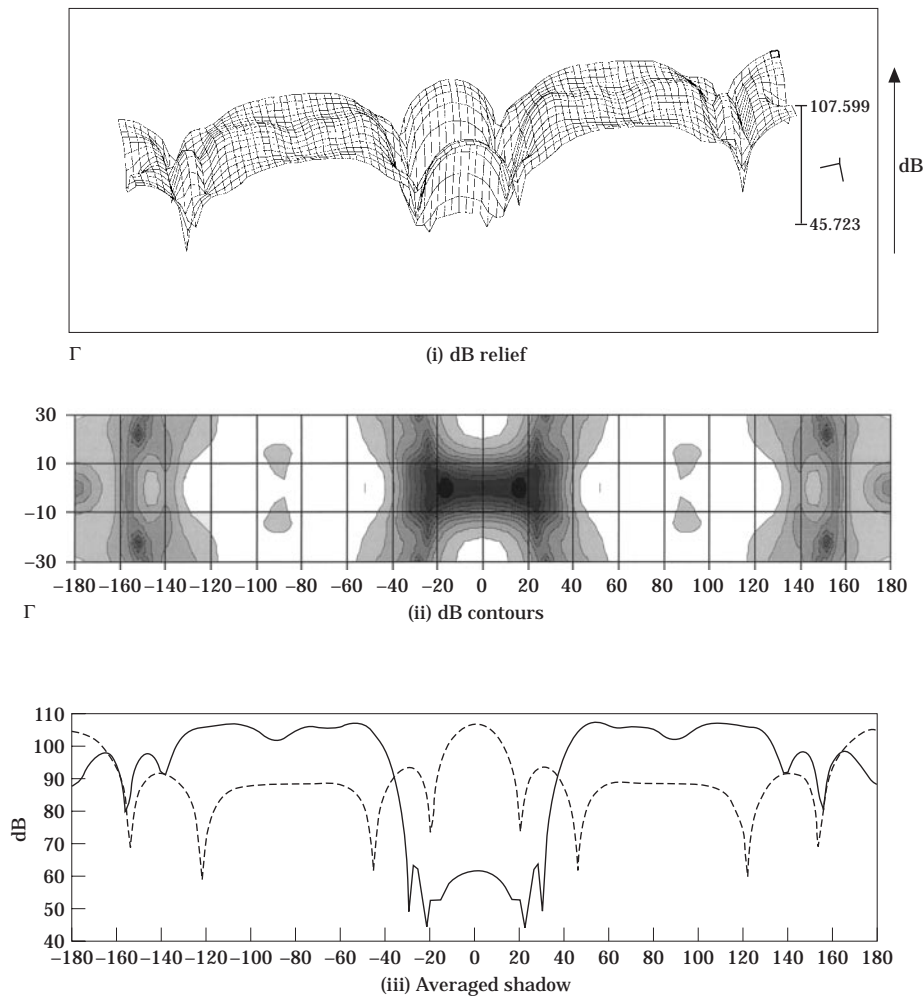 107.599
dB
45.723
Γ
(i) dB relief
30
10
−10
−30
−180 −160 −140 −120 −100 −80 −60 −40 −20 0 20 40 60 80 100 120 140 160 180
Γ
(ii) dB contours
110
100
90
80
70
60
50
40
dB
−180 −160 −140 −120 −100 −80 −60 −40 −20 0 20 40 60 80 100 120 140 160 180
(iii) Averaged shadow